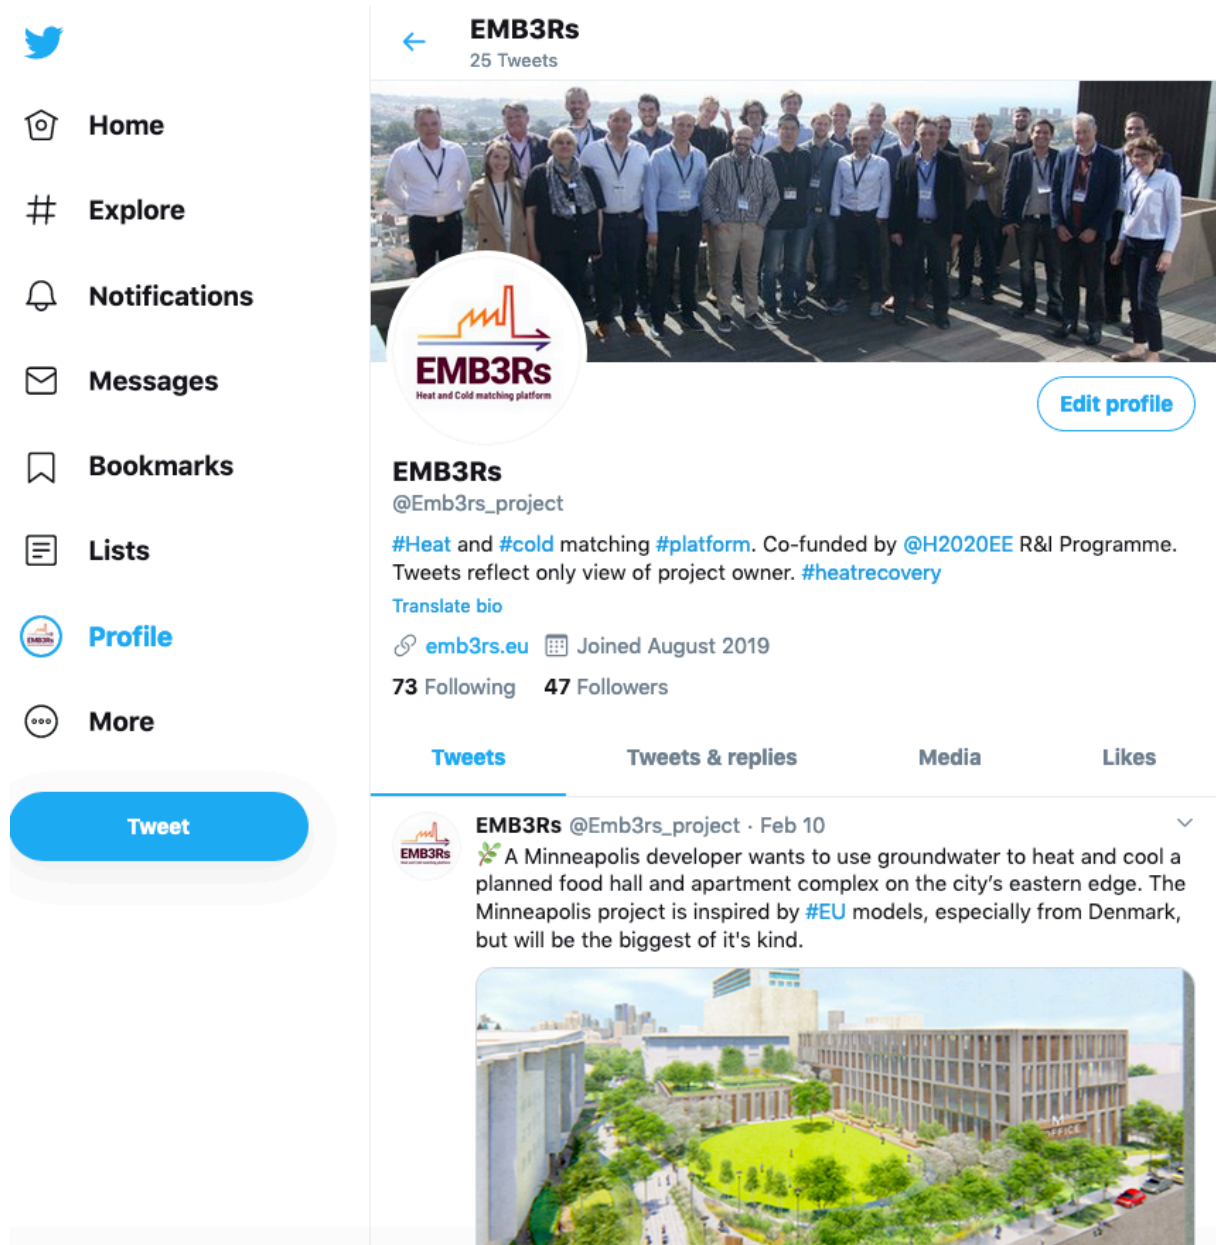 Home
Explore
Notifications
Messages
Bookmarks
Lists
Profile
More
Tweet
EMB3Rs
25 Tweets
EMB3Rs
Heat and Cold matching platform
Edit profile
EMB3Rs
@Emb3rs_project
#Heat and #cold matching #platform. Co-funded by @H2020EE R&I Programme.
Tweets reflect only view of project owner. #heatrecovery
Translate bio
emb3rs.eu Joined August 2019
73 Following 47 Followers
Tweets Tweets & replies Media Likes
EMB3Rs @Emb3rs_project · Feb 10
A Minneapolis developer wants to use groundwater to heat and cool a
planned food hall and apartment complex on the city's eastern edge. The
Minneapolis project is inspired by #EU models, especially from Denmark,
but will be the biggest of it's kind.
EMB3Rs
M
OFFICE